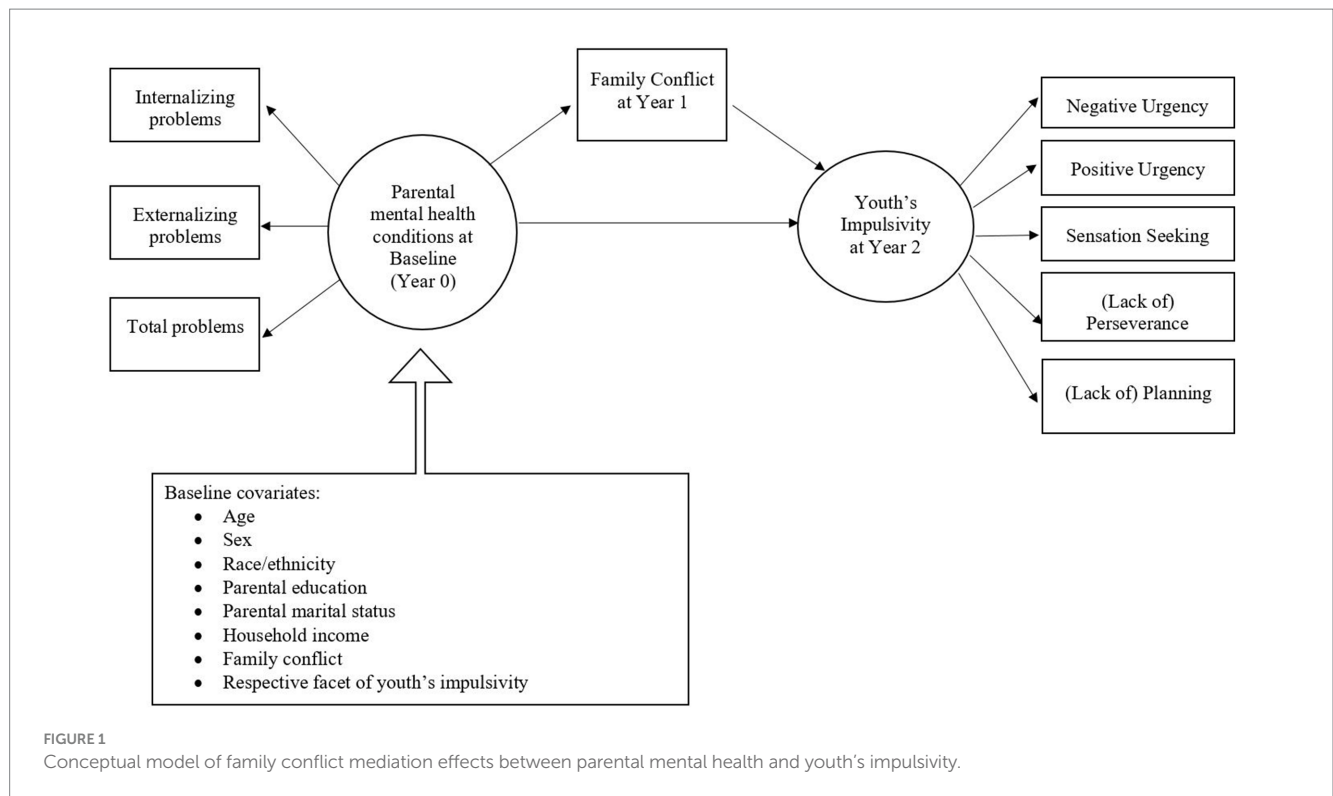 Internalizing
problems
Externalizing
problems
Total problems
Parental
mental health
conditions at
Baseline
(Year 0)
Family Conflict
at Year 1
Youth’s
Impulsivity
at Year 2
Negative Urgency
Positive Urgency
Sensation Seeking
(Lack of)
Perseverance
(Lack of) Planning
Baseline covariates:
• Age
• Sex
• Race/ethnicity
• Parental education
• Parental marital status
• Household income
• Family conflict
• Respective facet of youth’s impulsivity
FIGURE 1
Conceptual model of family conflict mediation effects between parental mental health and youth’s impulsivity.